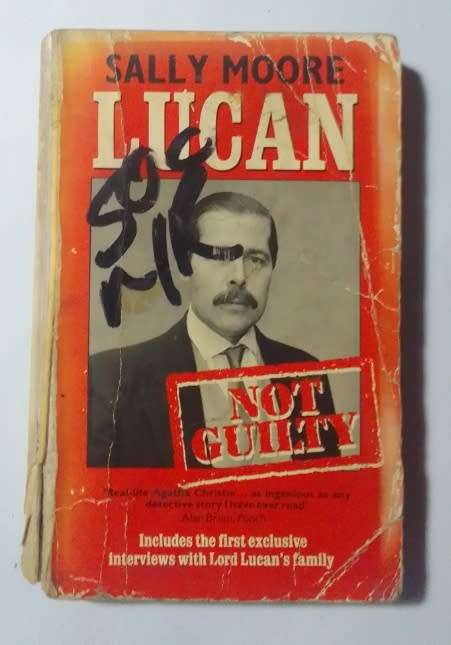 SALLY MOORE
LUCAN
NOT
GUILTY
"Real-life Agatha Christie... as ingenious as any
detective story I have ever read"
Alan Brien, Punch
Includes the first exclusive
interviews with Lord Lucan's family